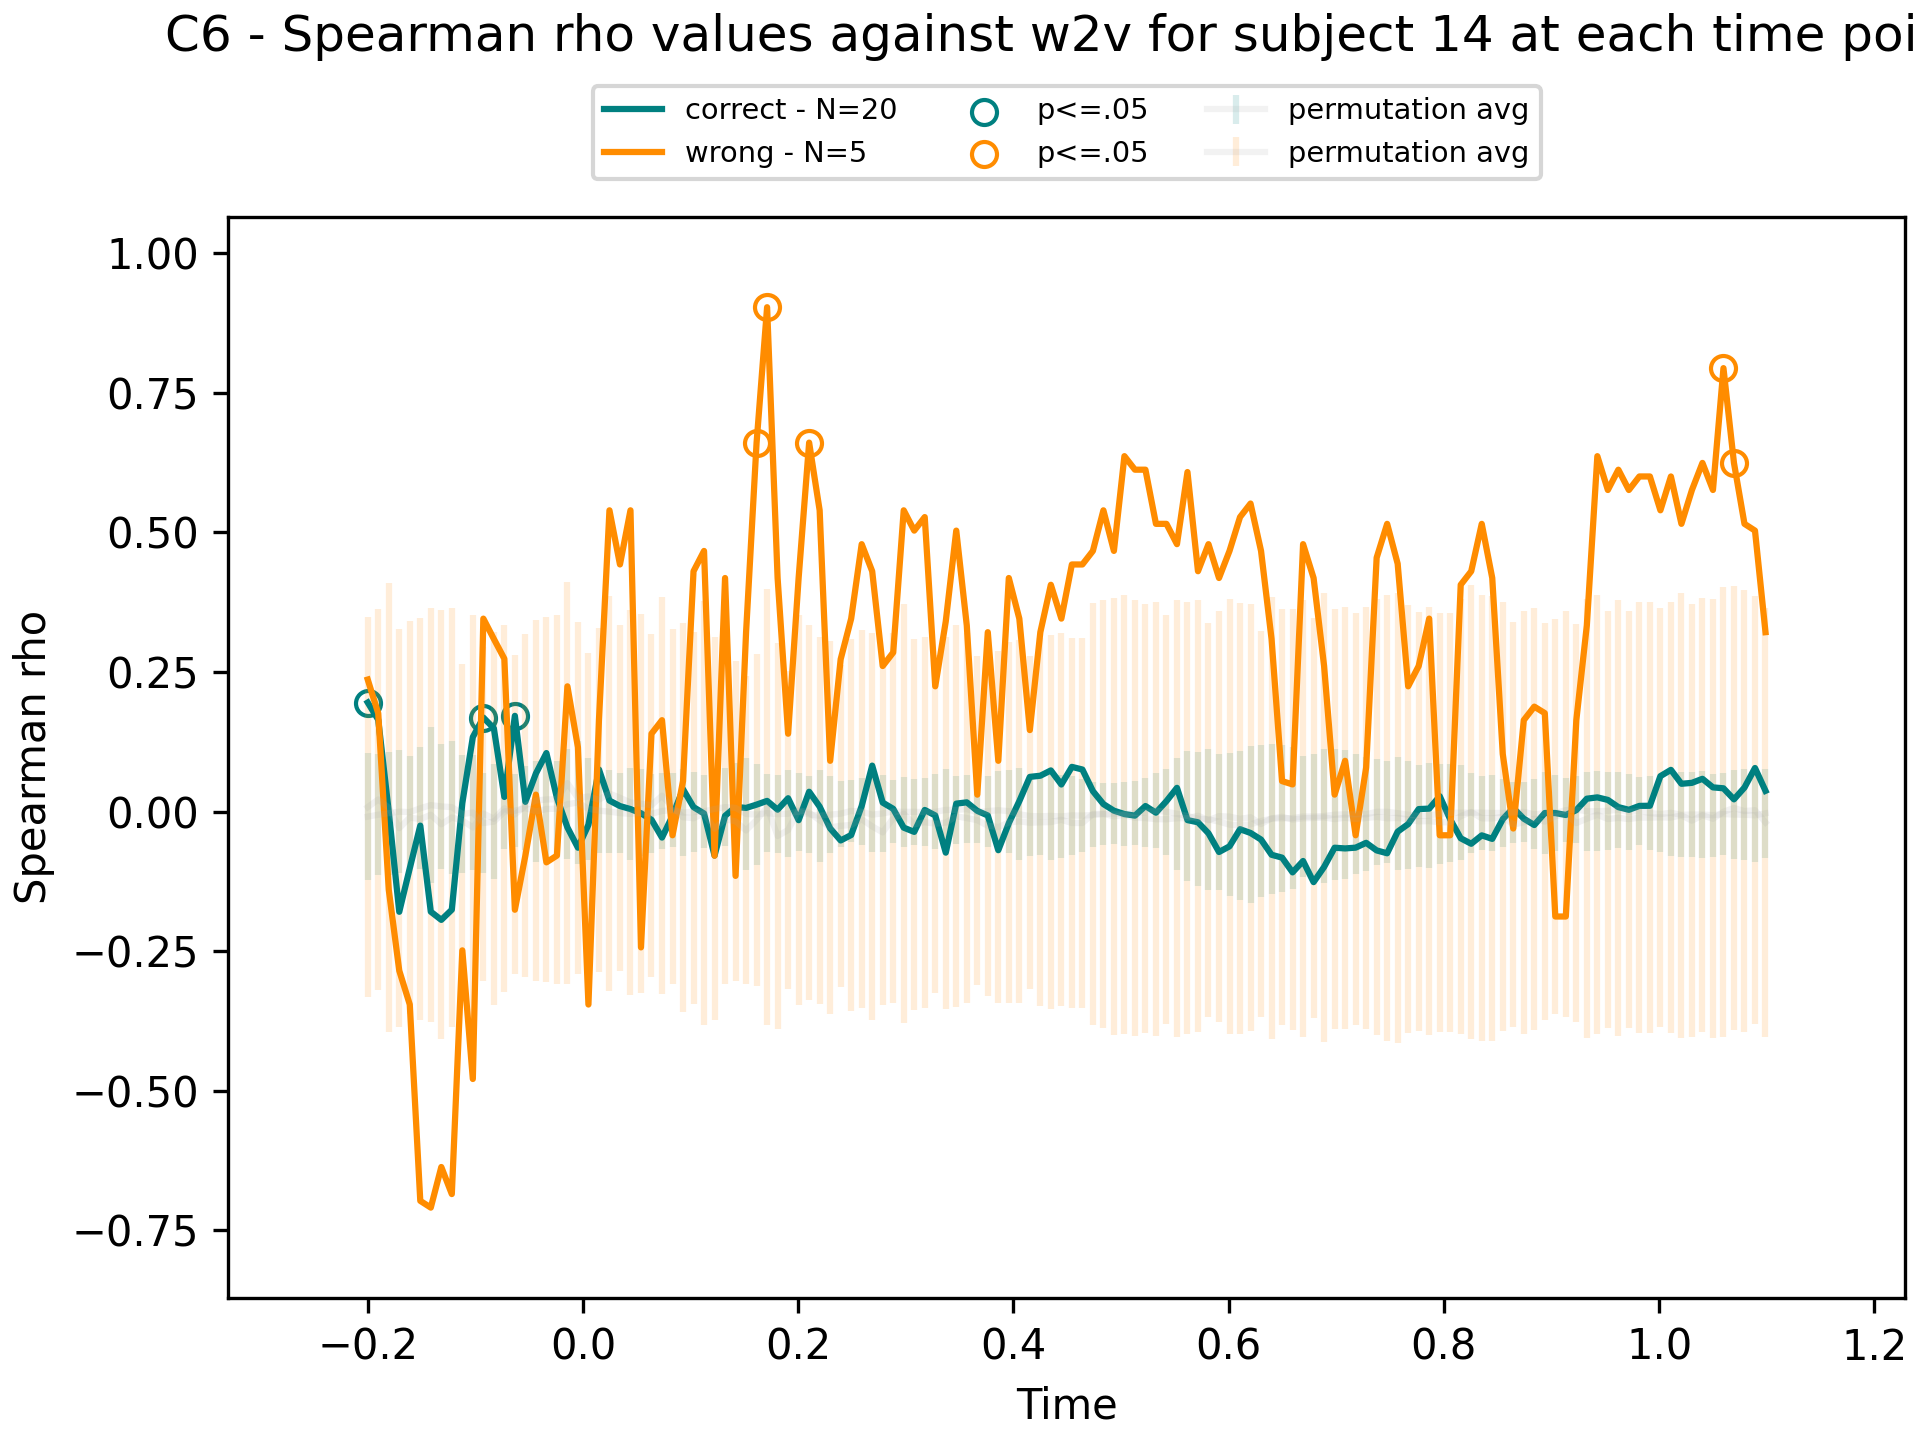 C6 - Spearman rho values against w2v for subject 14 at each time poi
correct - N=20 p<=.05 permutation avg
wrong - N=5 p<=.05 permutation avg
1.00
0.75
0.50
0.25
0.00
−0.25
−0.50
−0.75
Spearman rho
−0.2 0.0 0.2 0.4 0.6 0.8 1.0 1.2
Time